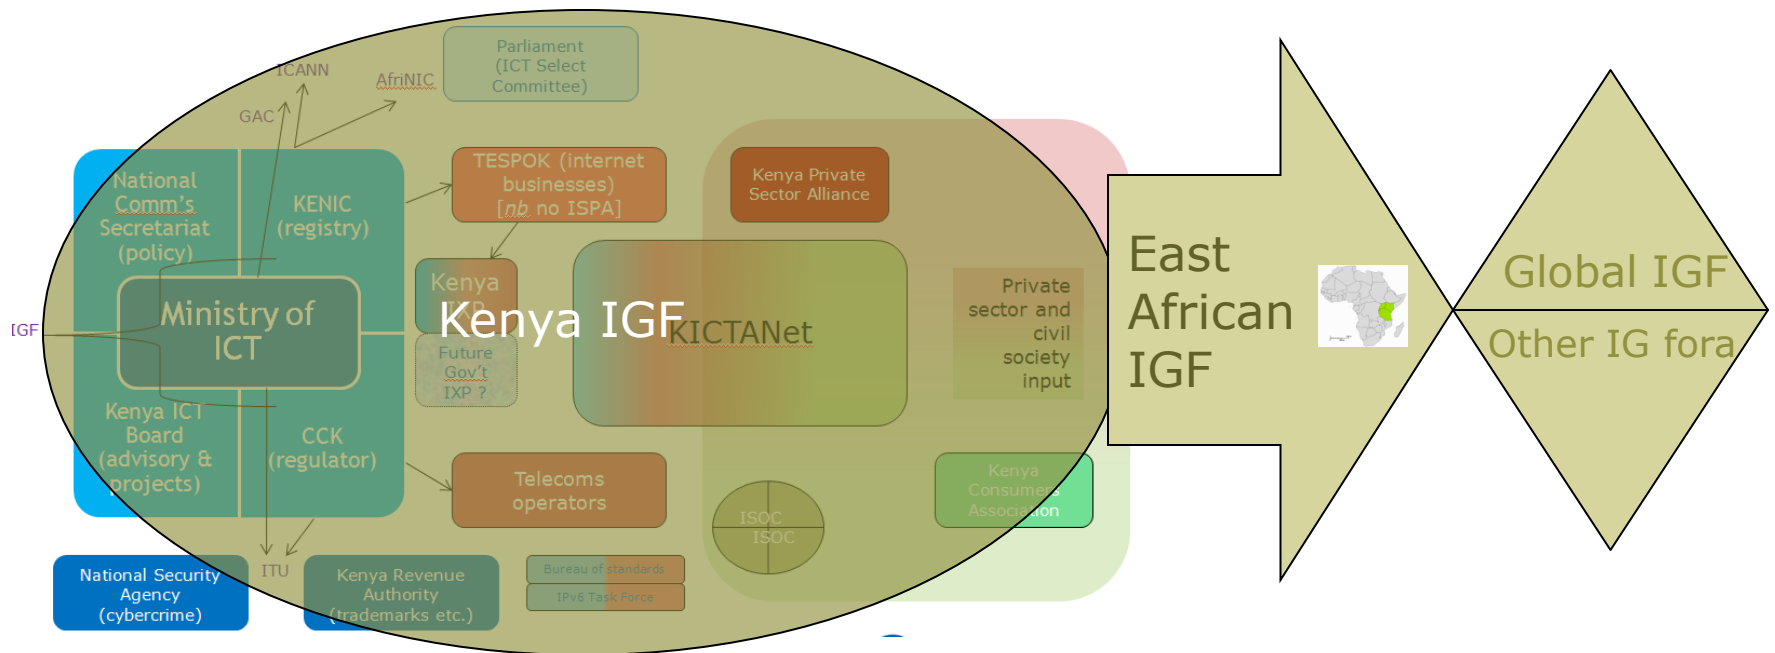 Parliament
(ICT Select
Committee)
ICANN
AfriNIC
GAC
National
Comm's
Secretariat
(policy)
KENIC
(registry)
TESPOK (internet
businesses)
[nb no ISPA]
Kenya Private
Sector Alliance
Kenya
IXP
Kenya IGF
KICTANet
Future
Gov't
IXP ?
Private
sector and
civil
society
input
Ministry of
ICT
IGF
Kenya ICT
Board
(advisory &
projects)
CCK
(regulator)
Telecoms
operators
ISOC
ISOC
Kenya
Consumers
Association
National Security
Agency
(cybercrime)
ITU
Kenya Revenue
Authority
(trademarks etc.)
Bureau of standards
IPv6 Task Force
East
African
IGF
Global IGF
Other IG fora